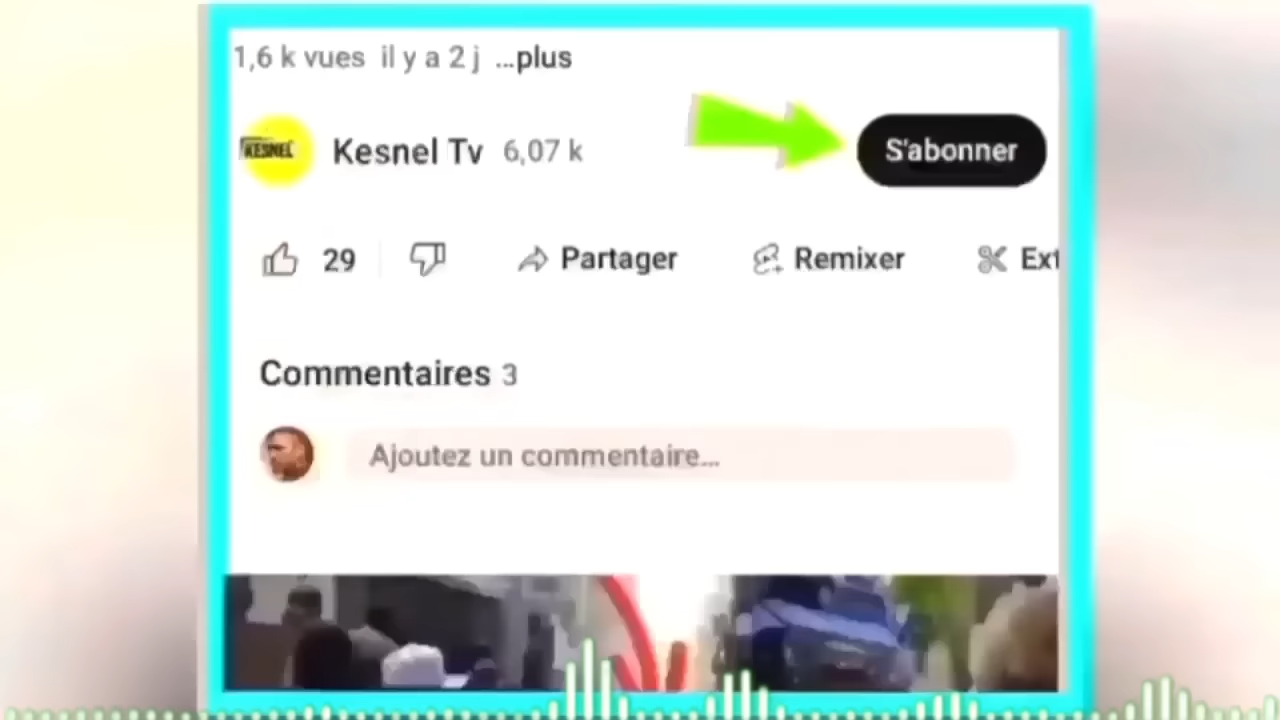 1,6 k vues il y a 2 j ...plus
KESNEL
Kesnel Tv 6,07 k
S'abonner
29
Partager
Remixer
Ext
Commentaires 3
Ajoutez un commentaire...